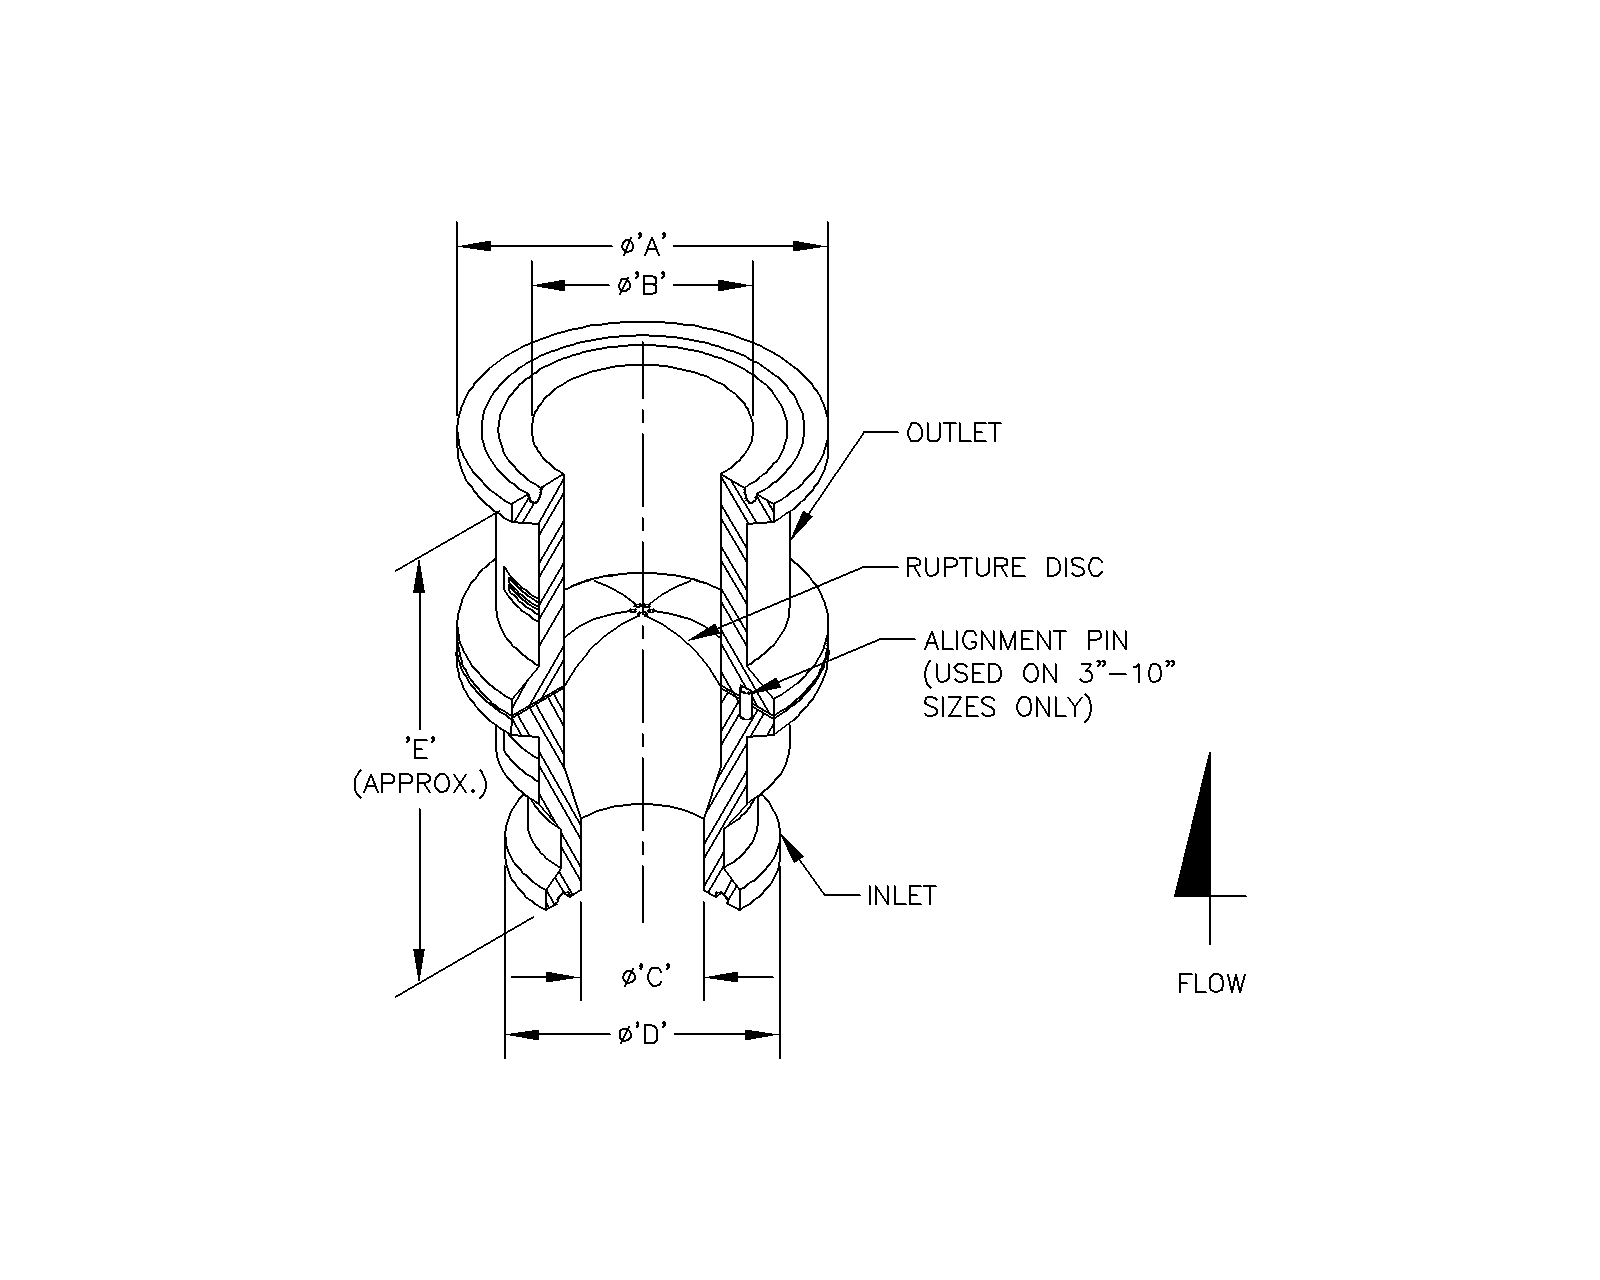 ø'A'
ø'B'
OUTLET
RUPTURE DISC
ALIGNMENT PIN
(USED ON 3”–10”
SIZES ONLY)
'E'
(APPROX.)
INLET
ø'C'
FLOW
ø'D'